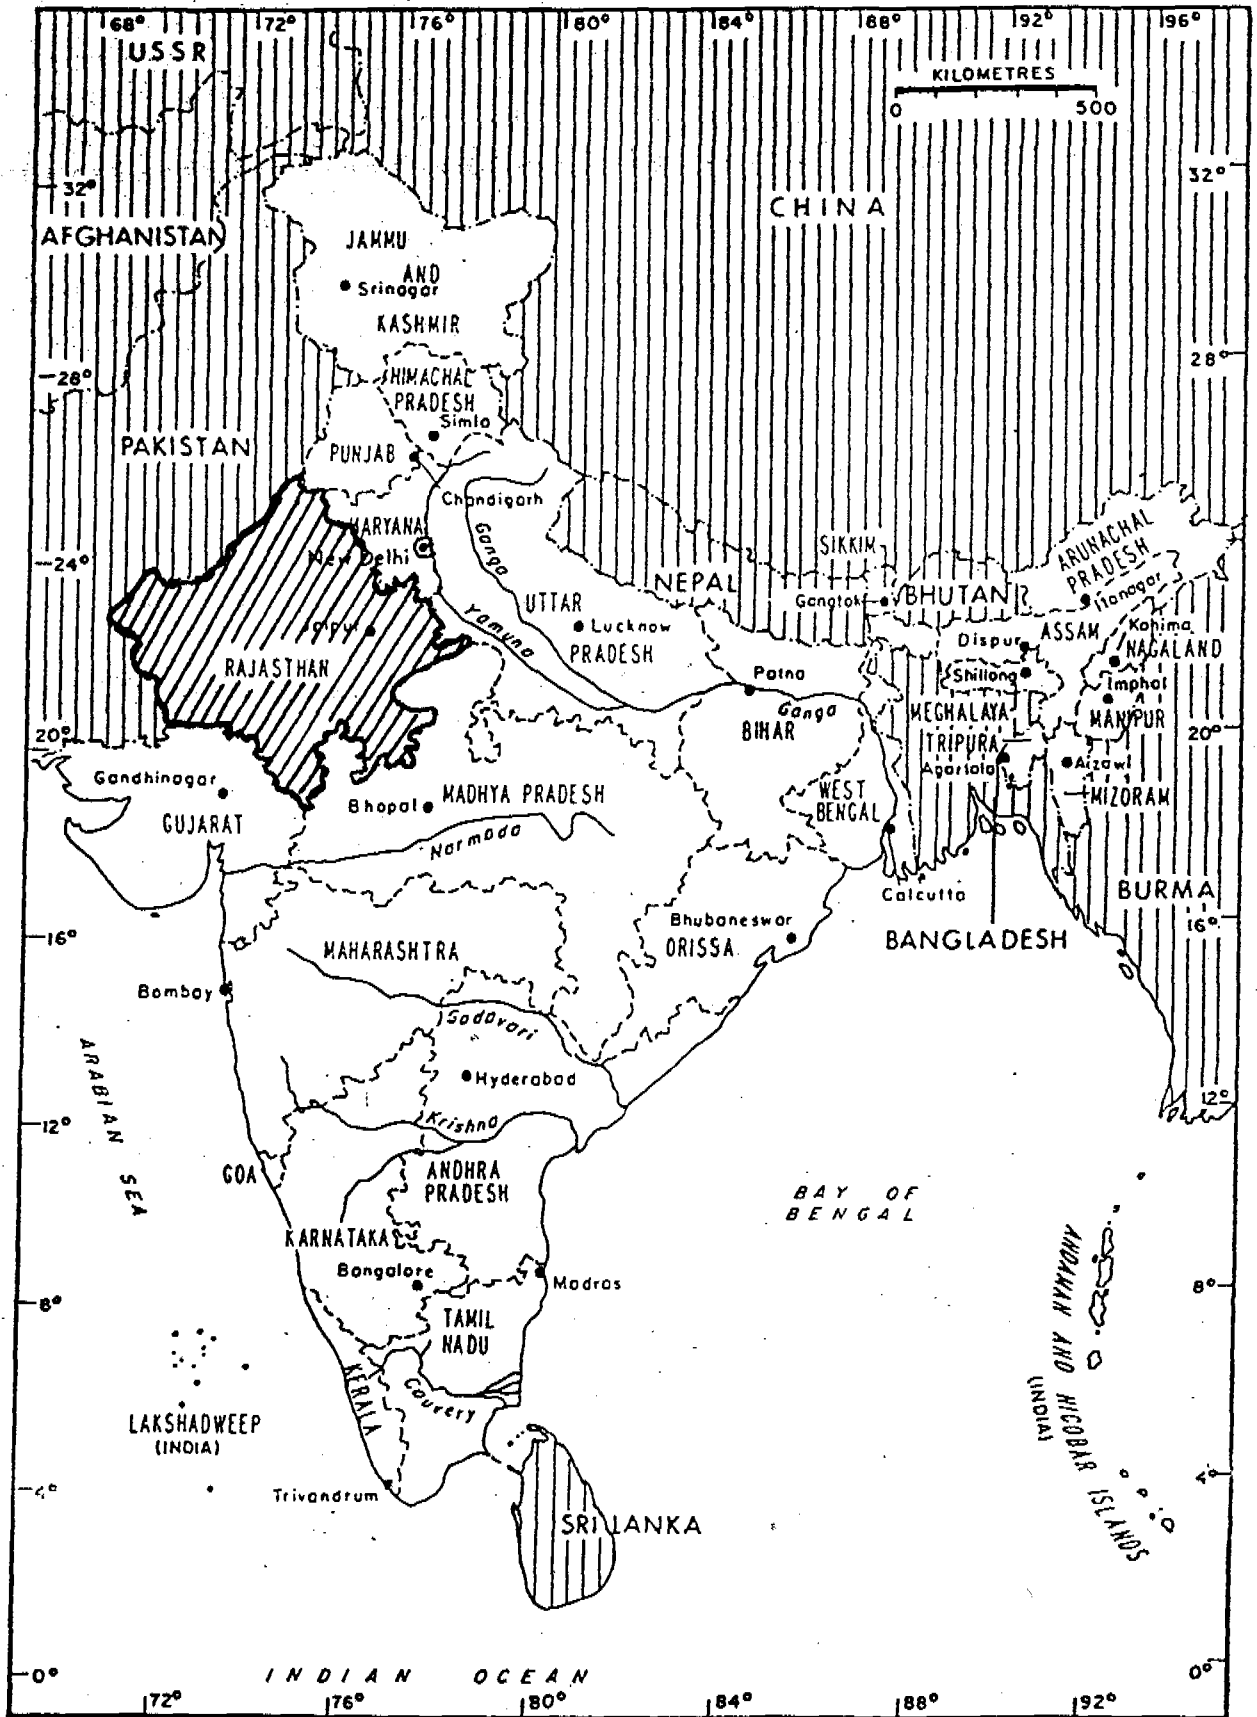 68° 72° 76° 80° 84° 88° 92° 96°
USSR
KILOMETRES
0 500
32°
32°
CHINA
AFGHANISTAN
JAMMU
AND
Srinagar
KASHMIR
28°
28°
HIMACHAL
PRADESH
Simla
PAKISTAN
PUNJAB
Chandigarh
HARYANA
New Delhi
24°
Ganga
Yamuna
NEPAL
SIKKIM
Gangtok
BHUTAN
ARUNACHAL
PRADESH
Itanagar
UTTAR
PRADESH
Lucknow
Jaipur
RAJASTHAN
Dispur
ASSAM
Kohima
NAGALAND
Shillong
Imphal
MEGHALAYA
MANIPUR
Patna
Ganga
BIHAR
20°
20°
TRIPURA
Agartala
Aizawl
MIZORAM
Gandhinagar
GUJARAT
Bhopal
MADHYA PRADESH
Narmada
WEST
BENGAL
Calcutta
BURMA
16°
16°
BANGLADESH
Bhubaneswar
ORISSA
MAHARASHTRA
Bombay
Godavari
Hyderabad
ARABIAN SEA
12°
12°
Krishna
GOA
ANDHRA
PRADESH
BAY OF
BENGAL
KARNATAKA
Bangalore
Madras
8°
8°
TAMIL
NADU
KERALA
Cauvery
LAKSHADWEEP
(INDIA)
ANDAMAN AND NICOBAR ISLANDS
(INDIA)
4°
4°
Trivandrum
SRI LANKA
0°
0°
INDIAN OCEAN
72° 76° 80° 84° 88° 92°